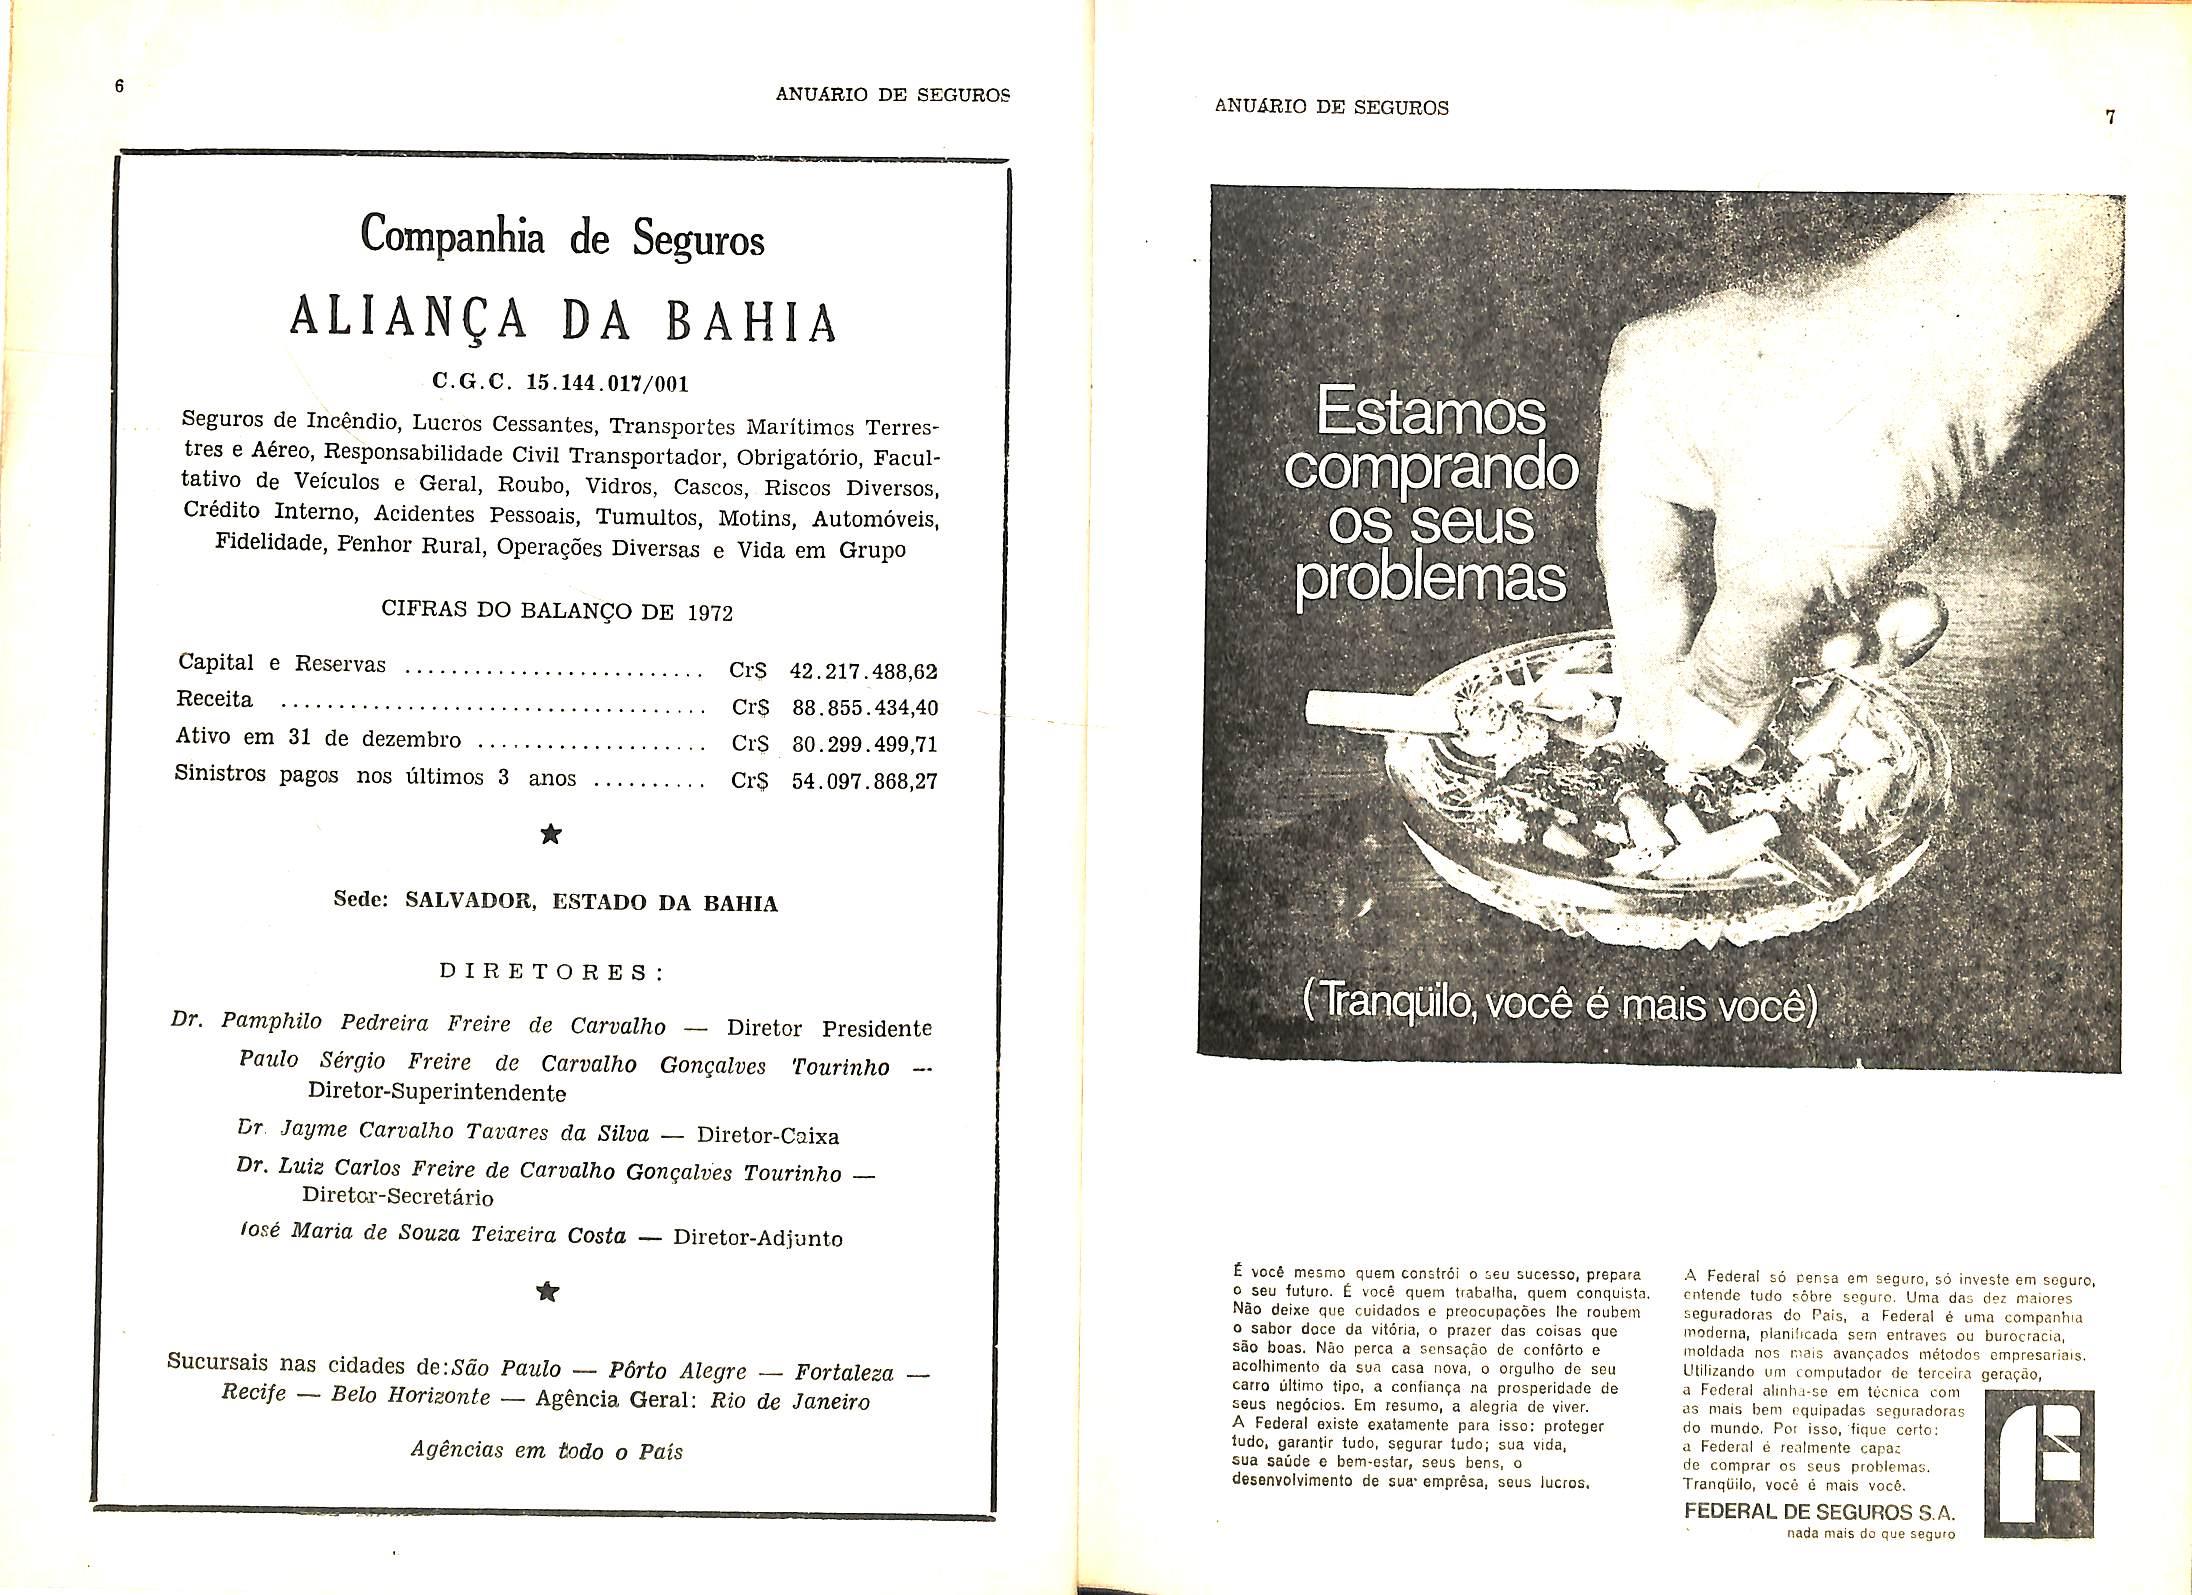 6
ANUÁRIO DE SEGUROS
Companhia de Seguros
ALIANÇA DA BAHIA
C.G.C. 15.144.017/001
Seguros de Incêndio, Lucros Cessantes, Transportes Marítimos Terres-
tres e Aéreo, Responsabilidade Civil Transportador, Obrigatório, Facul-
tativo de Veículos e Geral, Roubo, Vidros, Cascos, Riscos Diversos,
Crédito Interno, Acidentes Pessoais, Tumultos, Motins, Automóveis,
Fidelidade, Penhor Rural, Operações Diversas e Vida em Grupo
CIFRAS DO BALANÇO DE 1972
Capital e Reservas .......................... Cr$ 42.217.488,62
Receita ..................................... Cr$ 88.855.434,40
Ativo em 31 de dezembro .................... Cr$ 80.299.499,71
Sinistros pagos nos últimos 3 anos .......... Cr$ 54.097.868,27
★
Sede: SALVADOR, ESTADO DA BAHIA
DIRETORES:
Dr. Pamphilo Pedreira Freire de Carvalho — Diretor Presidente
Paulo Sérgio Freire de Carvalho Gonçalves Tourinho —
Diretor-Superintendente
Dr. Jayme Carvalho Tavares da Silva — Diretor-Caixa
Dr. Luiz Carlos Freire de Carvalho Gonçalves Tourinho —
Diretor-Secretário
José Maria de Souza Teixeira Costa — Diretor-Adjunto
★
Sucursais nas cidades de: São Paulo — Pôrto Alegre — Fortaleza —
Recife — Belo Horizonte — Agência Geral: Rio de Janeiro
Agências em todo o País
ANUÁRIO DE SEGUROS
7
Estamos
comprando
os seus
problemas
(Tranqüilo, você é mais você)
É você mesmo quem constrói o seu sucesso, prepara
o seu futuro. É você quem trabalha, quem conquista.
Não deixe que cuidados e preocupações lhe roubem
o sabor doce da vitória, o prazer das coisas que
são boas. Não perca a sensação de confôrto e
acolhimento da sua casa nova, o orgulho de seu
carro último tipo, a confiança na prosperidade de
seus negócios. Em resumo, a alegria de viver.
A Federal existe exatamente para isso: proteger
tudo, garantir tudo, segurar tudo; sua vida,
sua saúde e bem-estar, seus bens, o
desenvolvimento de sua emprêsa, seus lucros.
A Federal só pensa em seguro, só investe em seguro,
entende tudo sôbre seguro. Uma das dez maiores
seguradoras do País, a Federal é uma companhia
moderna, planificada sem entraves ou burocracia,
moldada nos mais avançados métodos empresariais.
Utilizando um computador de terceira geração,
a Federal alinha-se em técnica com
as mais bem equipadas seguradoras
do mundo. Por isso, fique certo:
a Federal é realmente capaz
de comprar os seus problemas.
Tranqüilo, você é mais você.
FEDERAL DE SEGUROS S.A.
nada mais do que seguro